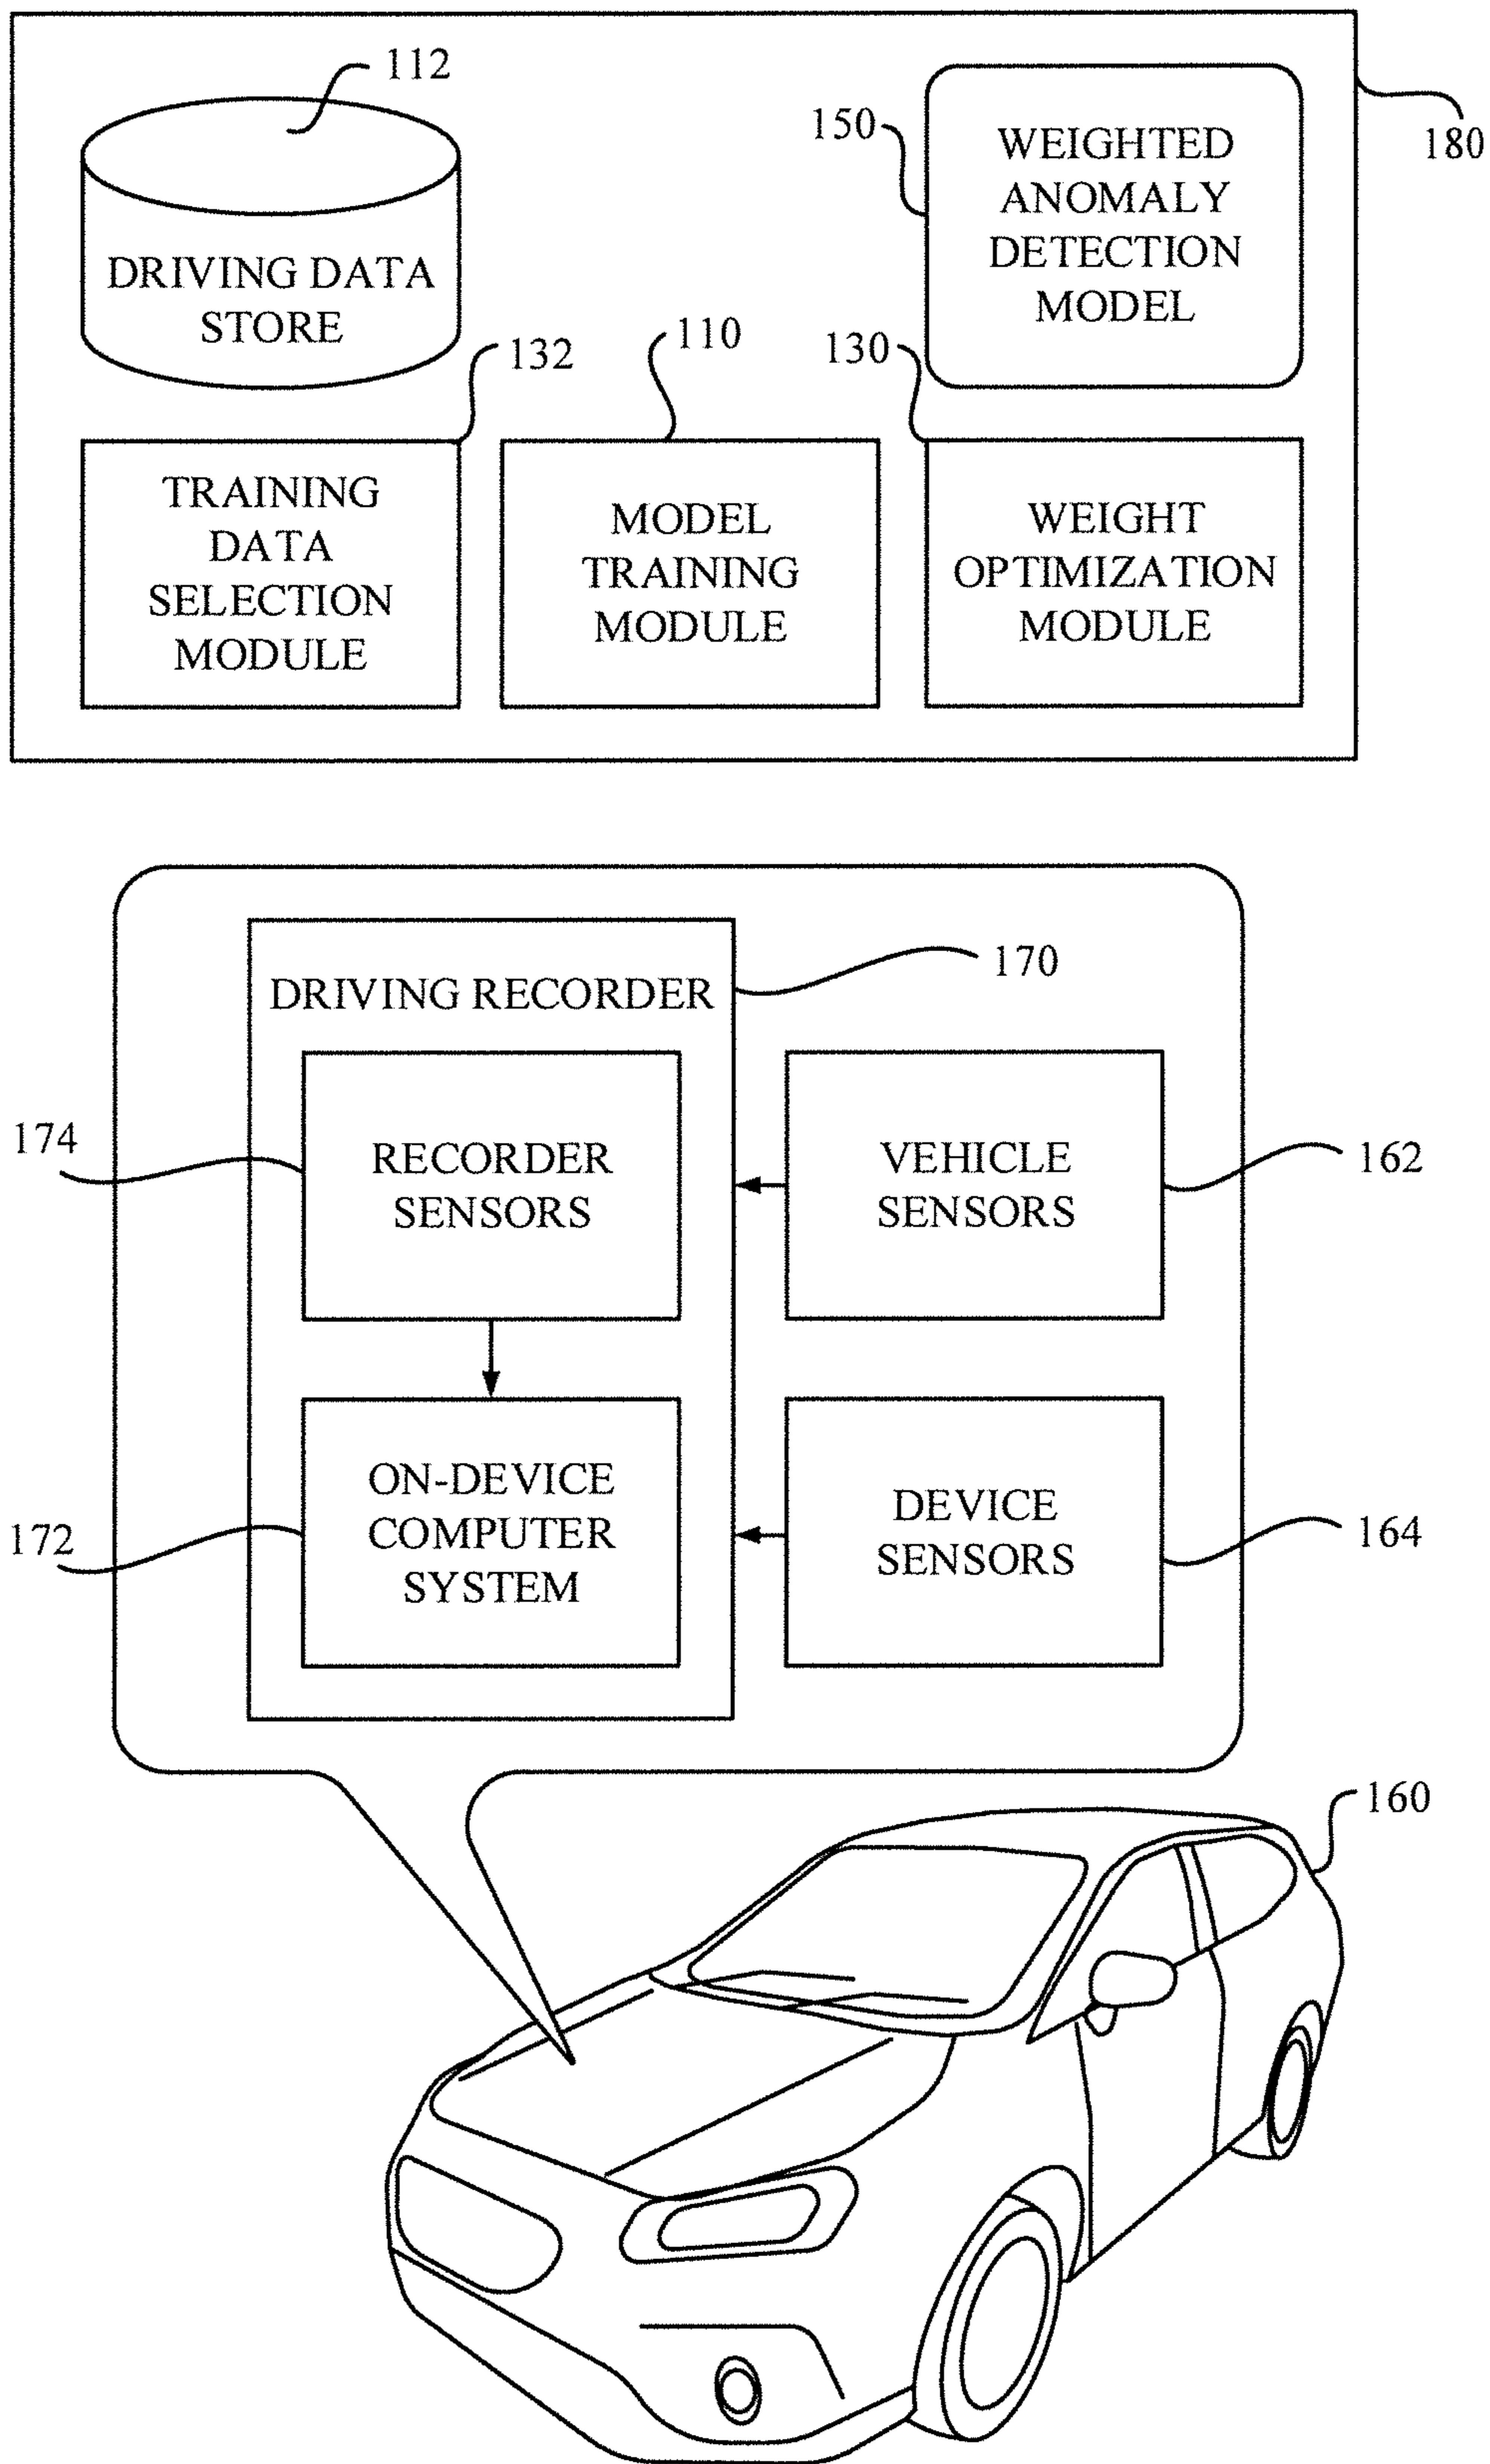 112
150
WEIGHTED
ANOMALY
DETECTION
MODEL
180
DRIVING DATA
STORE
132
110
130
TRAINING
DATA
SELECTION
MODULE
MODEL
TRAINING
MODULE
WEIGHT
OPTIMIZATION
MODULE
DRIVING RECORDER
170
174
RECORDER
SENSORS
VEHICLE
SENSORS
162
172
ON-DEVICE
COMPUTER
SYSTEM
DEVICE
SENSORS
164
160